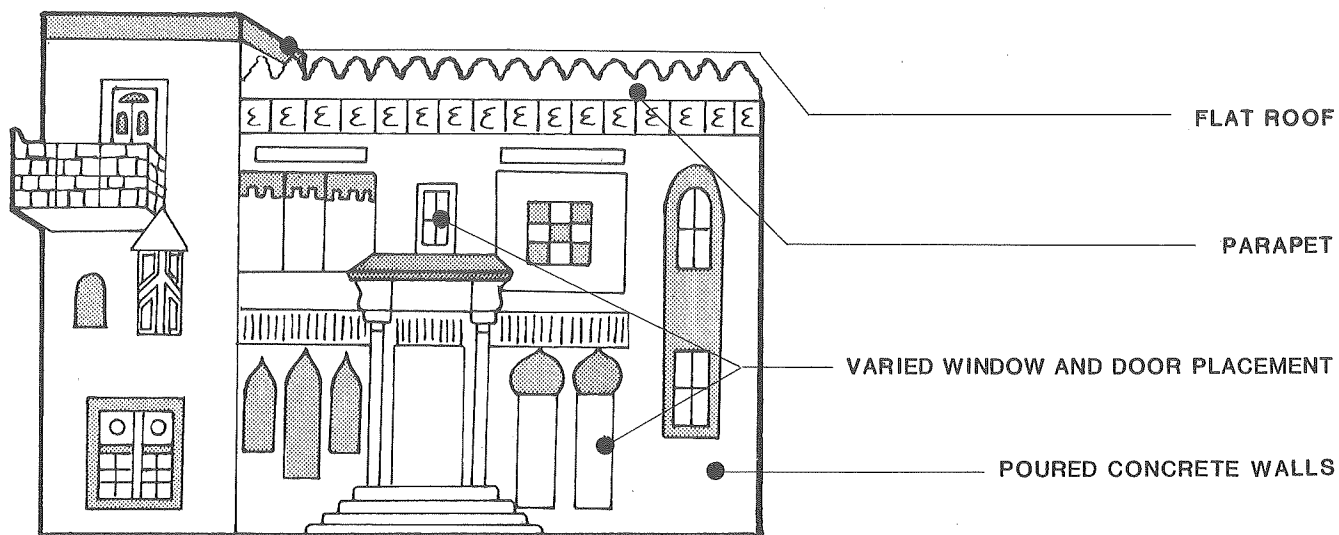 FLAT ROOF
PARAPET
VARIED WINDOW AND DOOR PLACEMENT
POURED CONCRETE WALLS